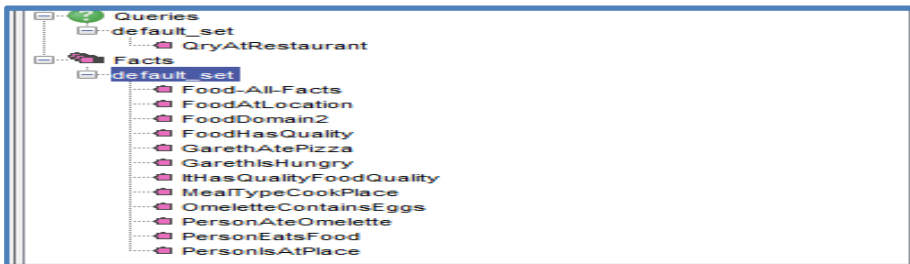 Queries
default_set
QryAtRestaurant
Facts
default_set
Food-All-Facts
FoodAtLocation
FoodDomain2
FoodHasQuality
GarethAtePizza
GarethIsHungry
ItHasQualityFoodQuality
MealTypeCookPlace
OmeletteContainsEggs
PersonAteOmelette
PersonEatsFood
PersonIsAtPlace